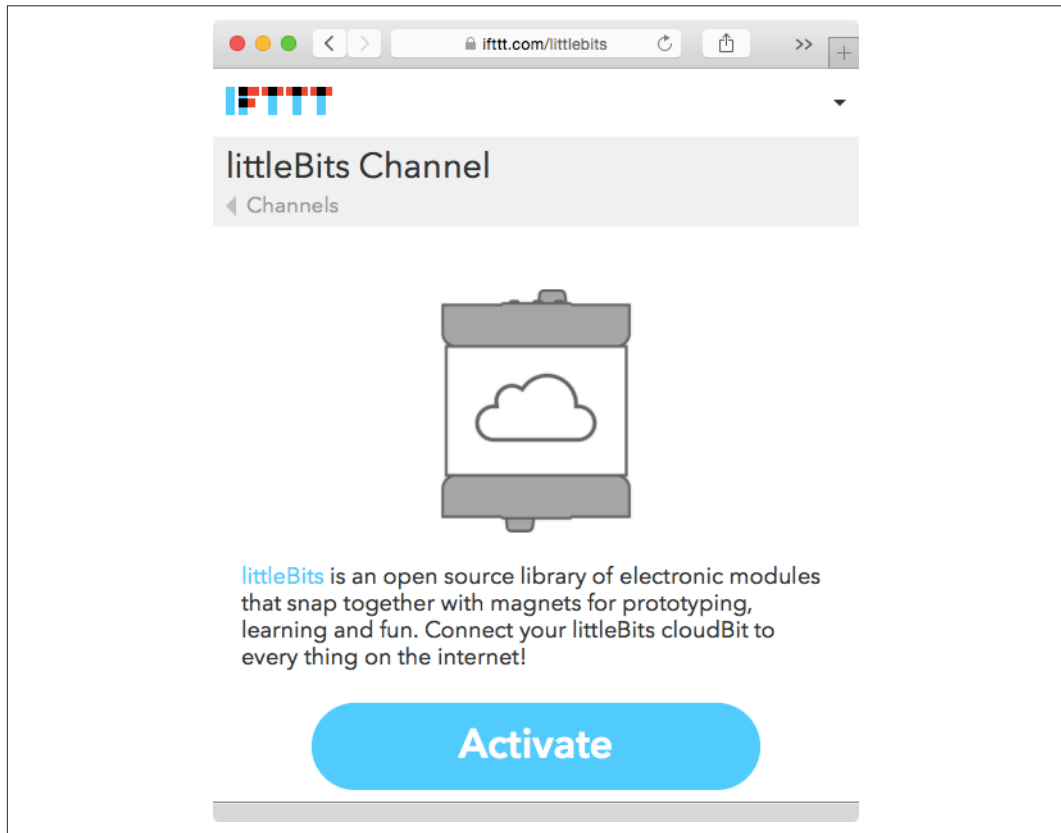 ifttt.com/littlebits
IFTTT
littleBits Channel
Channels
littleBits is an open source library of electronic modules
that snap together with magnets for prototyping,
learning and fun. Connect your littleBits cloudBit to
every thing on the internet!
Activate